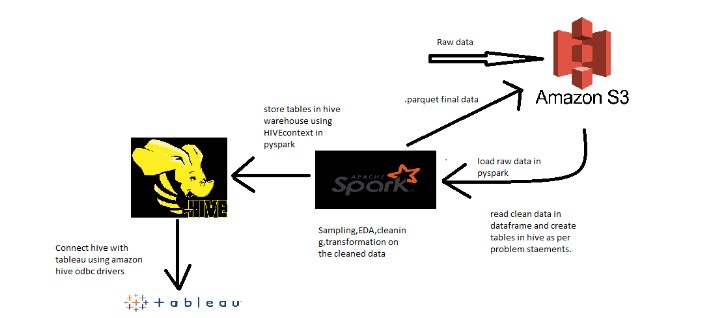 Raw data
Amazon S3
.parquet final data
store tables in hive
warehouse using
HIVEcontext in
pyspark
load raw data in
pyspark
HIVE
APACHE
Spark
read clean data in
dataframe and create
tables in hive as per
problem staements.
Sampling,EDA,cleanin
g,transformation on
the cleaned data
Connect hive with
tableau using amazon
hive odbc drivers
tableau